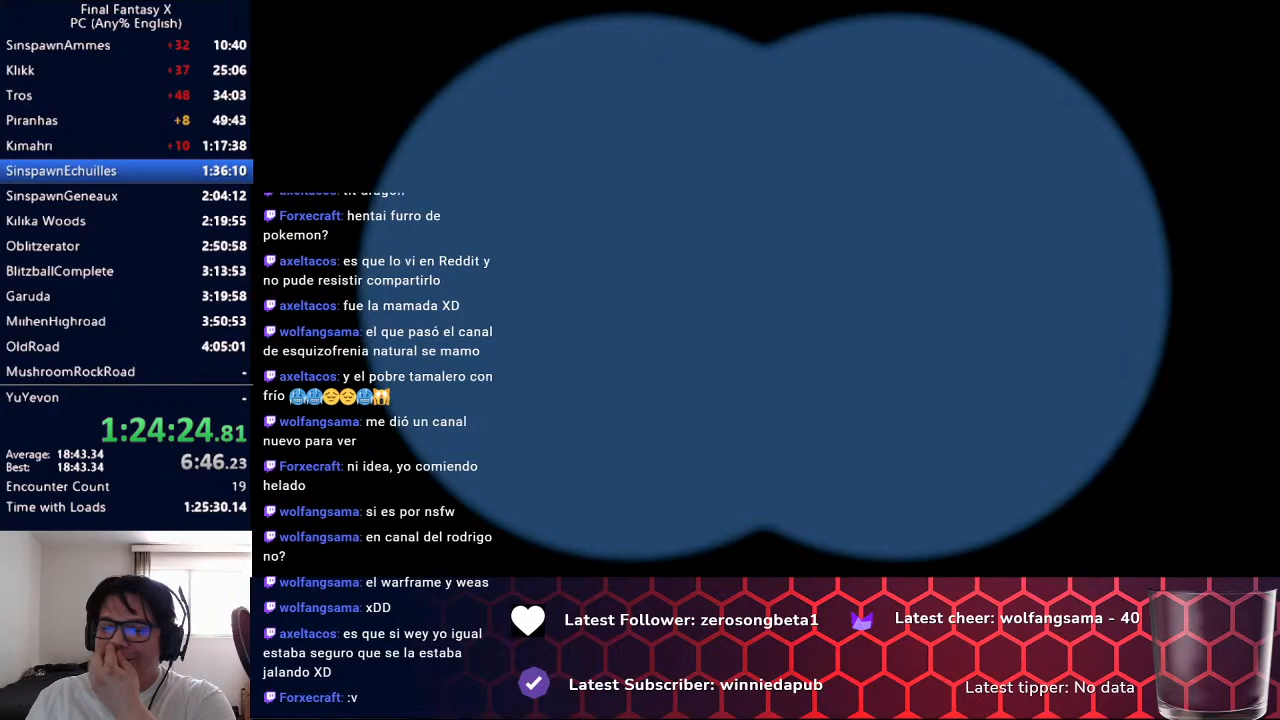 Final Fantasy X
PC (Any% English)
SinspawnAmmes +32 10:40
Klikk +37 25:06
Tros +48 34:03
Piranhas +8 49:43
Kimahri +10 1:17:38
SinspawnEchuilles 1:36:10
SinspawnGeneaux 2:04:12
Kilika Woods 2:19:55
Oblitzerator 2:50:58
BlitzballComplete 3:13:53
Garuda 3:19:58
MiihenHighroad 3:50:53
OldRoad 4:05:01
MushroomRockRoad -
YuYevon -
1:24:24.81
Average: 18:43.34
Best: 18:43.34
6:46.23
Encounter Count 19
Time with Loads 1:25:30.14
Forxecraft: hentai furro de
pokemon?
axeltacos: es que lo vi en Reddit y
no pude resistir compartirlo
axeltacos: fue la mamada XD
wolfangsama: el que pasó el canal
de esquizofrenia natural se mamo
axeltacos: y el pobre tamalero con
frío 🥶🥶😔😔🥶🙀
wolfangsama: me dió un canal
nuevo para ver
Forxecraft: ni idea, yo comiendo
helado
wolfangsama: si es por nsfw
wolfangsama: en canal del rodrigo
no?
wolfangsama: el warframe y weas
wolfangsama: xDD
axeltacos: es que si wey yo igual
estaba seguro que se la estaba
jalando XD
Forxecraft: :v
Latest Follower: zerosongbeta1
Latest cheer: wolfangsama - 40
Latest Subscriber: winniedapub
Latest tipper: No data